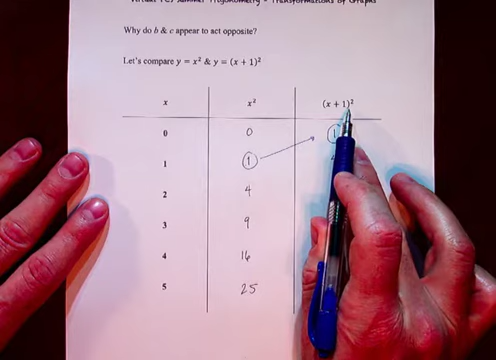 Virtual TCS Summer Trigonometry - Transformations of Graphs
Why do b & c appear to act opposite?
Let's compare y = x² & y = (x + 1)²
x x² (x + 1)²
0 0 1
1 1
2 4
3 9
4 16
5 25